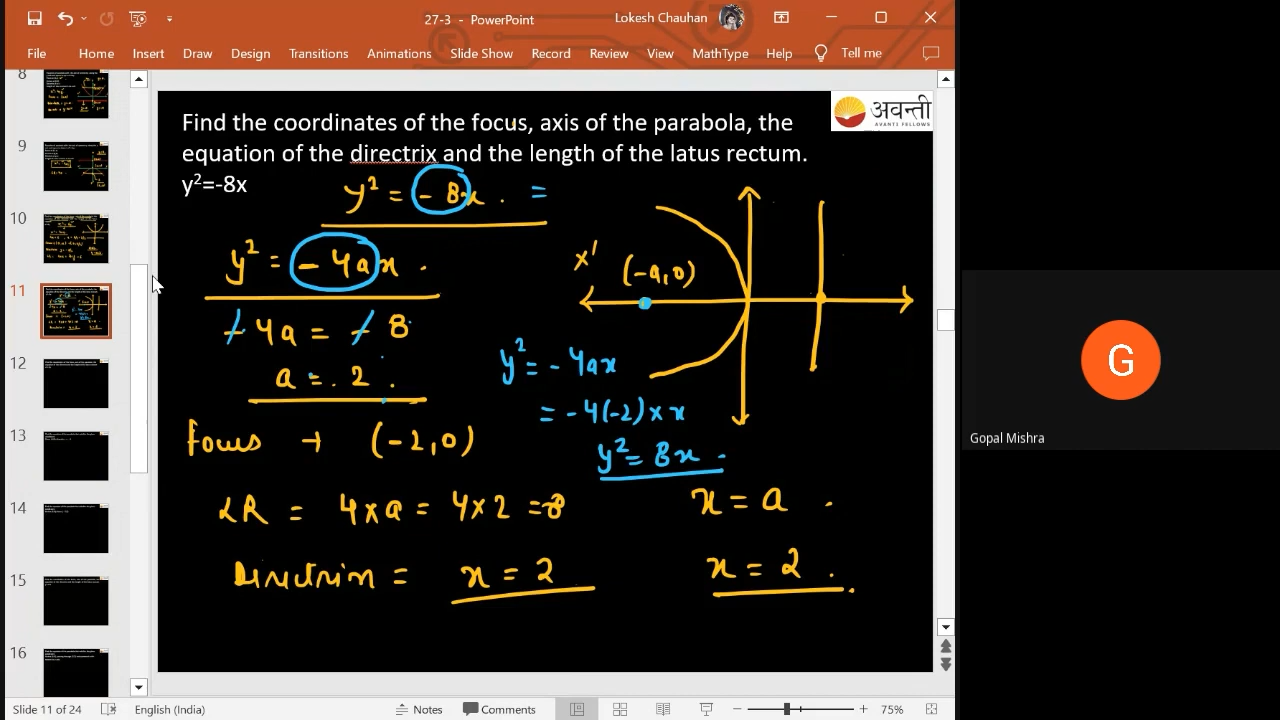 27-3 - PowerPoint
Lokesh Chauhan
File Home Insert Draw Design Transitions Animations Slide Show Record Review View MathType Help Tell me
8
9
10
11
12
13
14
15
16
अवन्ती
AVANTI FELLOWS
Find the coordinates of the focus, axis of the parabola, the
equation of the directrix and the length of the latus rectum.
y²=-8x
y² = -8x . =
y² = -4ax .
x'
(-a,0)
-4a = -8
a = 2 .
y² = -4ax
= -4(-2)×x
y² = 8x .
focus → (-2,0)
LR = 4×a = 4×2 = 8
x = a .
Directrix = x = 2
x = 2 .
G
Gopal Mishra
Slide 11 of 24
English (India)
Notes
Comments
75%